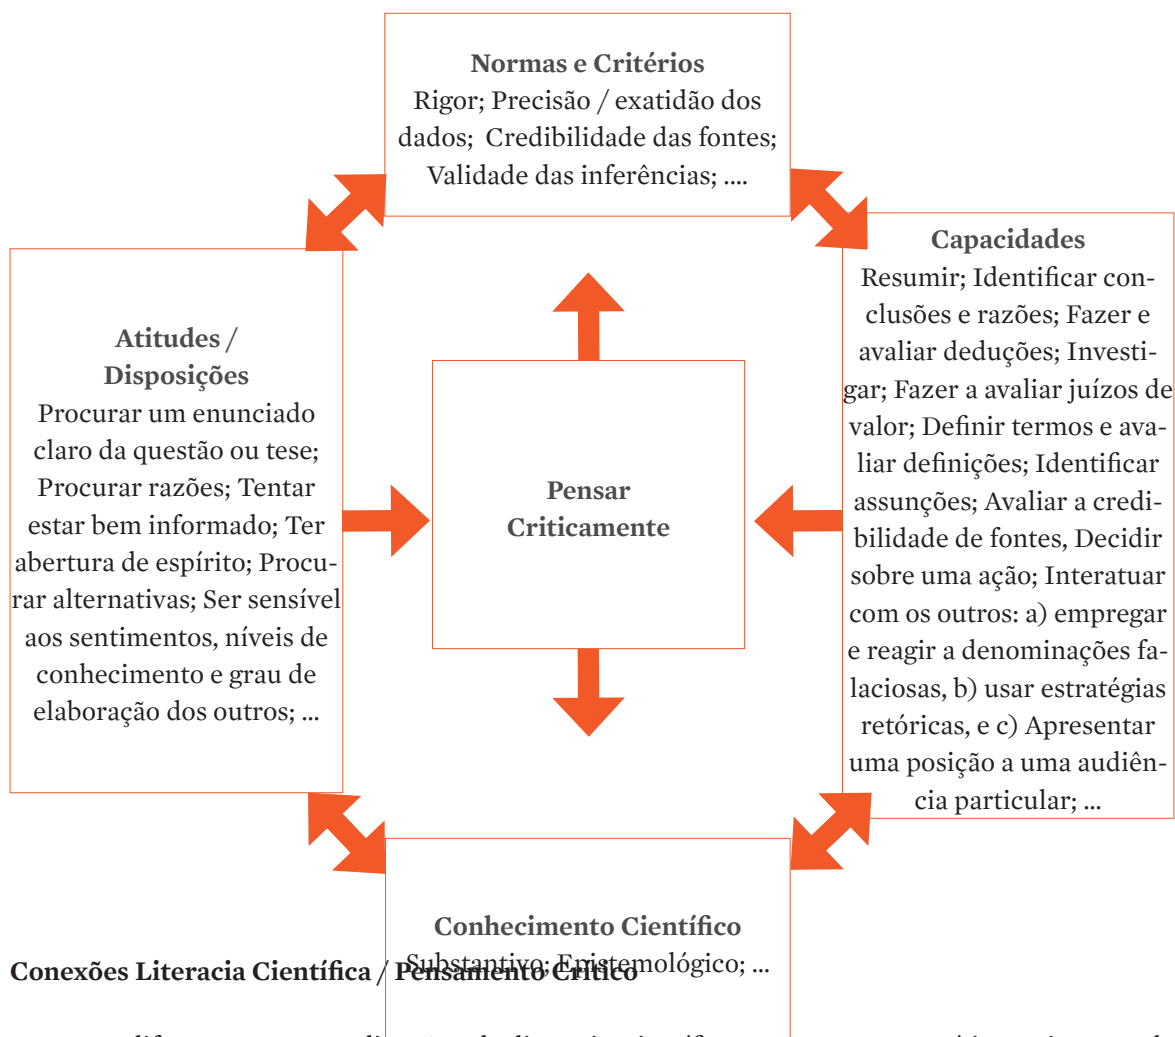 Normas e Critérios
Rigor; Precisão / exatidão dos
dados; Credibilidade das fontes;
Validade das inferências; ....
Atitudes /
Disposições
Procurar um enunciado
claro da questão ou tese;
Procurar razões; Tentar
estar bem informado; Ter
abertura de espírito; Procu-
rar alternativas; Ser sensível
aos sentimentos, níveis de
conhecimento e grau de
elaboração dos outros; ...
Pensar
Criticamente
Capacidades
Resumir; Identificar con-
clusões e razões; Fazer e
avaliar deduções; Investi-
gar; Fazer a avaliar juízos de
valor; Definir termos e ava-
liar definições; Identificar
assunções; Avaliar a credi-
bilidade de fontes, Decidir
sobre uma ação; Interatuar
com os outros: a) empregar
e reagir a denominações fa-
laciosas, b) usar estratégias
retóricas, e c) Apresentar
uma posição a uma audiên-
cia particular; ...
Conhecimento Científico
Substantivo; Epistemológico; ...
Conexões Literacia Científica / Pensamento Crítico